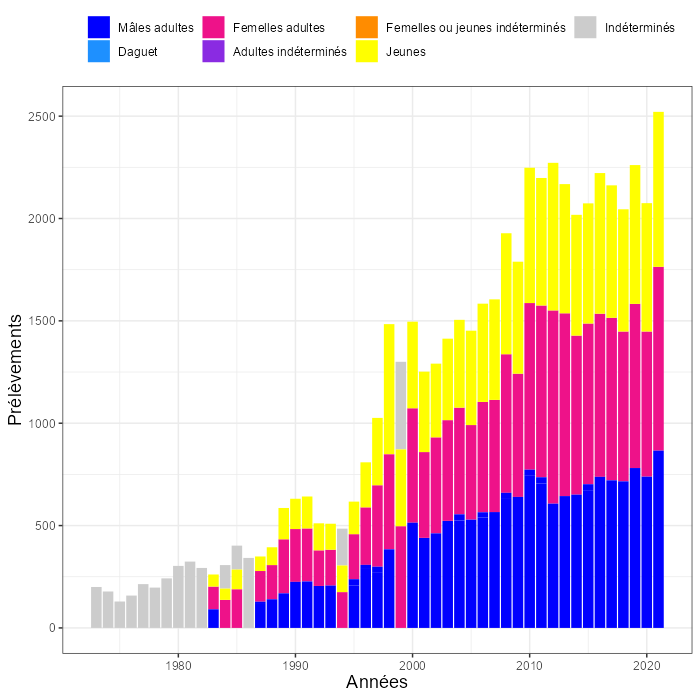 Mâles adultes
Femelles adultes
Femelles ou jeunes indéterminés
Indéterminés
Daguet
Adultes indéterminés
Jeunes
2500
2000
1500
1000
500
0
Prélèvements
1980
1990
2000
2010
2020
Années